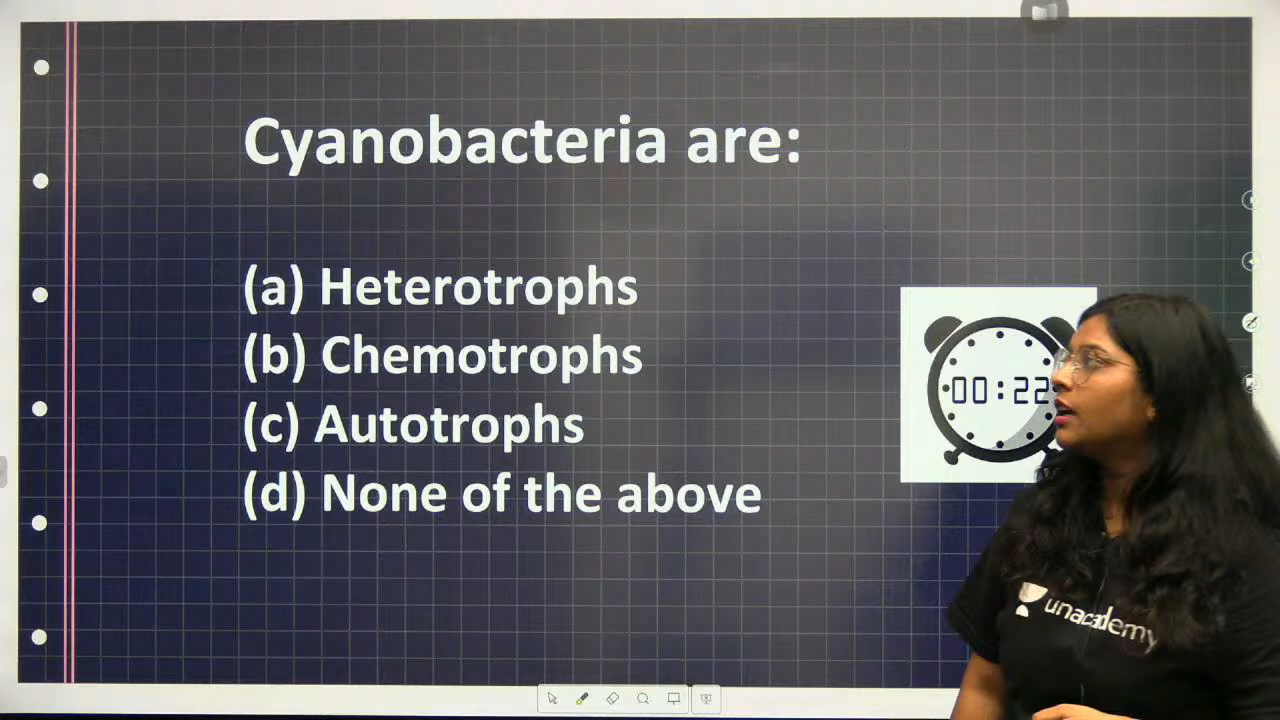 Cyanobacteria are:
(a) Heterotrophs
(b) Chemotrophs
(c) Autotrophs
(d) None of the above
00:22
unacademy